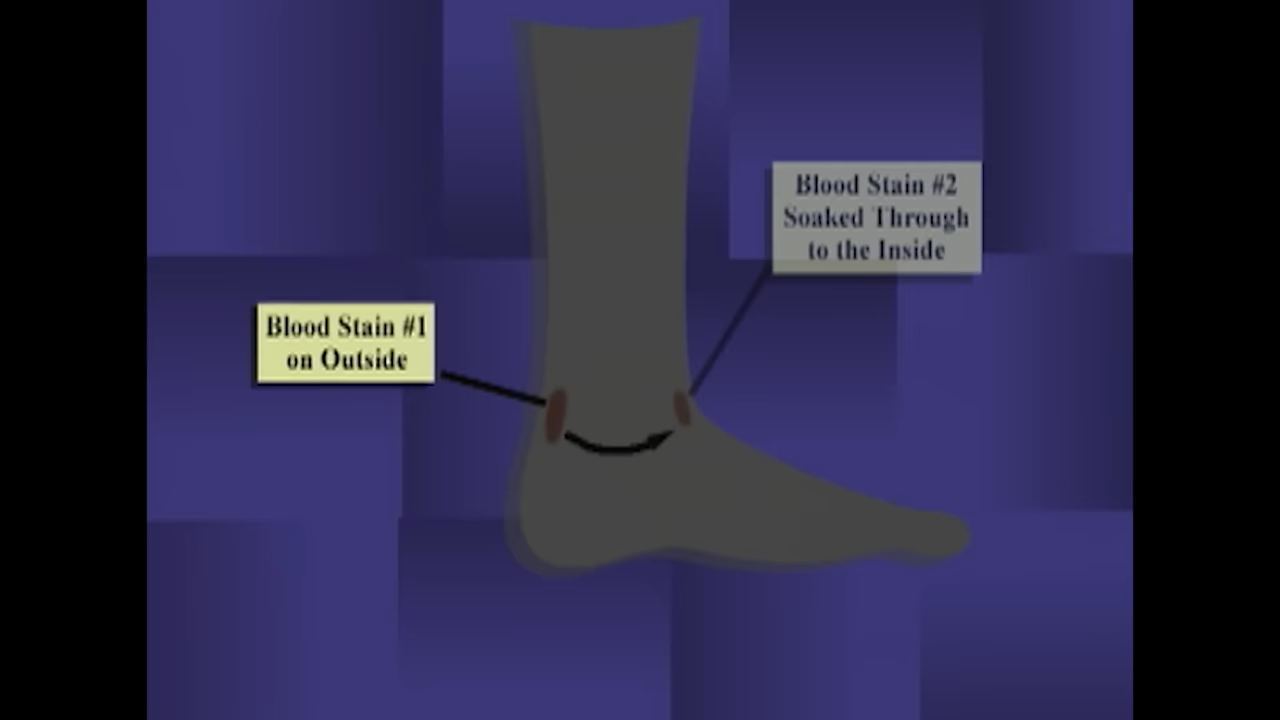 Blood Stain #1
on Outside
Blood Stain #2
Soaked Through
to the Inside